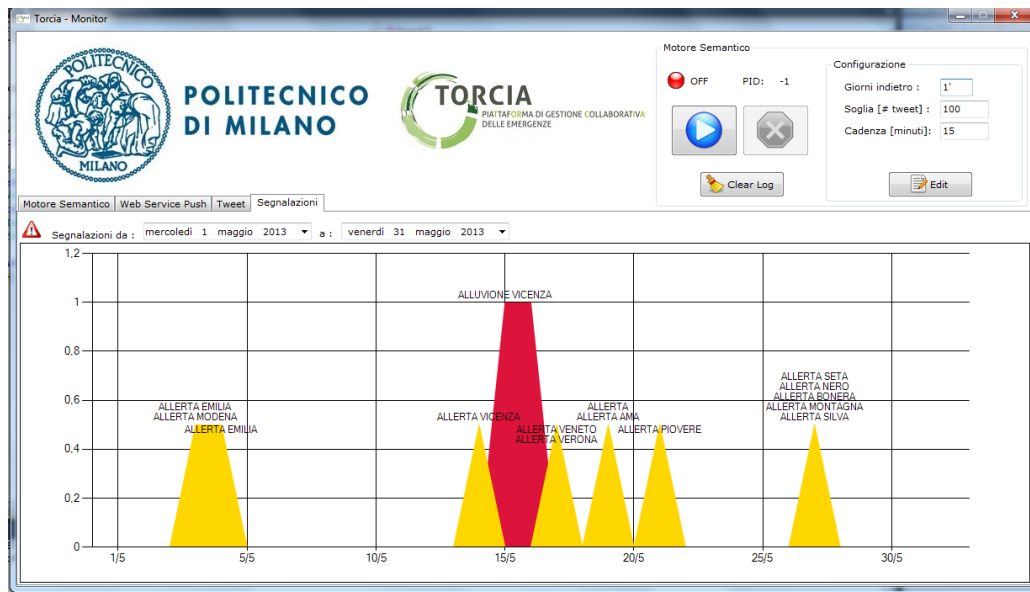 Torcia - Monitor
POLITECNICO
MILANO
POLITECNICO
DI MILANO
TORCIA
PIATTAFORMA DI GESTIONE COLLABORATIVA
DELLE EMERGENZE
Motore Semantico
OFF PID: -1
Clear Log
Configurazione
Giorni indietro : 1'
Soglia [# tweet] : 100
Cadenza [minuti]: 15
Edit
Motore Semantico Web Service Push Tweet Segnalazioni
Segnalazioni da : mercoledì 1 maggio 2013 a : venerdì 31 maggio 2013
1,2
1
0,8
0,6
0,4
0,2
0
ALLUVIONE VICENZA
ALLERTA EMILIA
ALLERTA MODENA
ALLERTA EMILIA
ALLERTA VICENZA
ALLERTA VENETO
ALLERTA VERONA
ALLERTA
ALLERTA AMA
ALLERTA PIOVERE
ALLERTA SETA
ALLERTA NERO
ALLERTA BONERA
ALLERTA MONTAGNA
ALLERTA SILVA
1/5 5/5 10/5 15/5 20/5 25/5 30/5